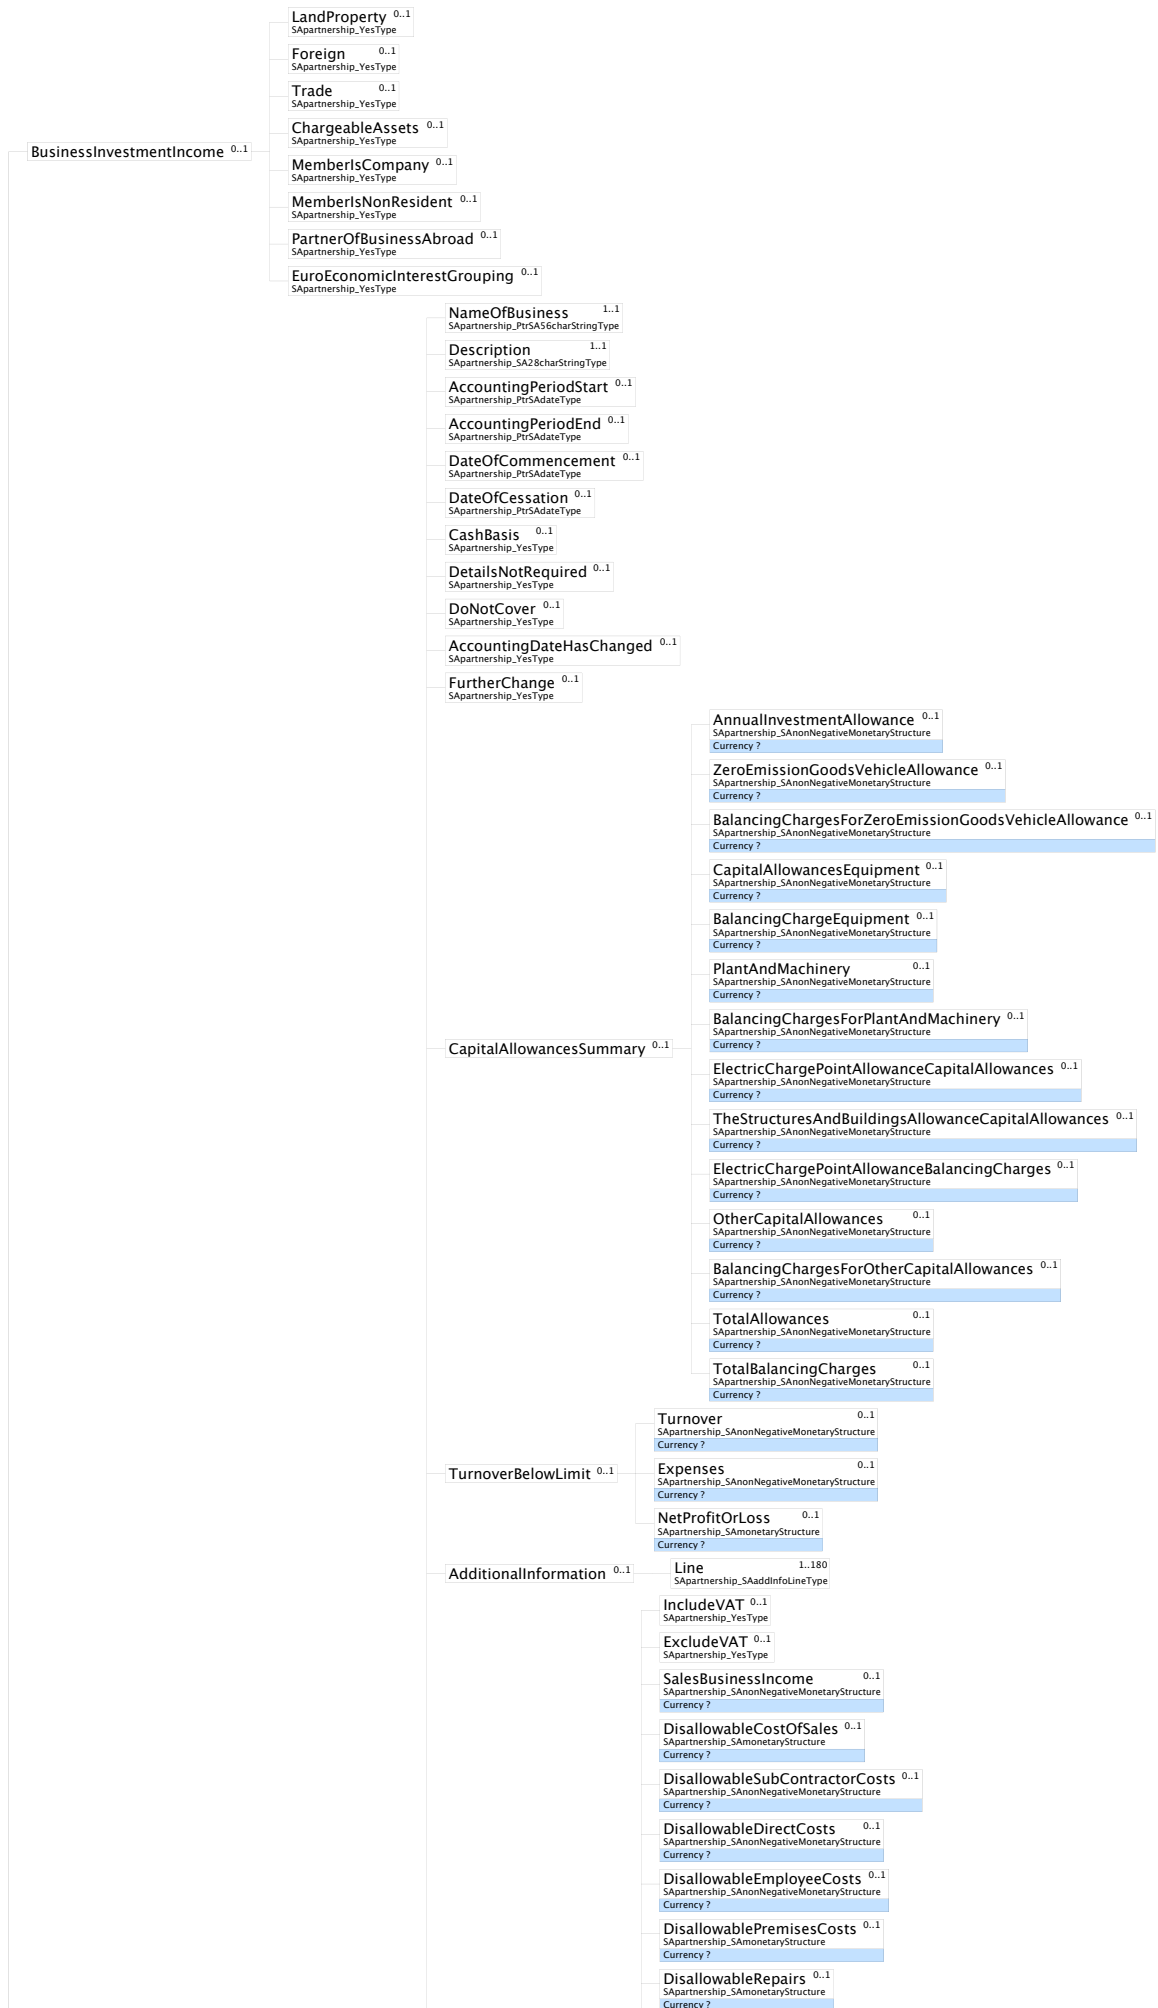 LandProperty 0..1
SApartnership_YesType
Foreign 0..1
SApartnership_YesType
Trade 0..1
SApartnership_YesType
ChargeableAssets 0..1
SApartnership_YesType
BusinessInvestmentIncome 0..1
MemberIsCompany 0..1
SApartnership_YesType
MemberIsNonResident 0..1
SApartnership_YesType
PartnerOfBusinessAbroad 0..1
SApartnership_YesType
EuroEconomicInterestGrouping 0..1
SApartnership_YesType
NameOfBusiness 1..1
SApartnership_PtrSA56charStringType
Description 1..1
SApartnership_SA28charStringType
AccountingPeriodStart 0..1
SApartnership_PtrSAdateType
AccountingPeriodEnd 0..1
SApartnership_PtrSAdateType
DateOfCommencement 0..1
SApartnership_PtrSAdateType
DateOfCessation 0..1
SApartnership_PtrSAdateType
CashBasis 0..1
SApartnership_YesType
DetailsNotRequired 0..1
SApartnership_YesType
DoNotCover 0..1
SApartnership_YesType
AccountingDateHasChanged 0..1
SApartnership_YesType
FurtherChange 0..1
SApartnership_YesType
AnnualInvestmentAllowance 0..1
SApartnership_SAnonNegativeMonetaryStructure
Currency ?
ZeroEmissionGoodsVehicleAllowance 0..1
SApartnership_SAnonNegativeMonetaryStructure
Currency ?
BalancingChargesForZeroEmissionGoodsVehicleAllowance 0..1
SApartnership_SAnonNegativeMonetaryStructure
Currency ?
CapitalAllowancesEquipment 0..1
SApartnership_SAnonNegativeMonetaryStructure
Currency ?
BalancingChargeEquipment 0..1
SApartnership_SAnonNegativeMonetaryStructure
Currency ?
PlantAndMachinery 0..1
SApartnership_SAnonNegativeMonetaryStructure
Currency ?
BalancingChargesForPlantAndMachinery 0..1
SApartnership_SAnonNegativeMonetaryStructure
Currency ?
CapitalAllowancesSummary 0..1
ElectricChargePointAllowanceCapitalAllowances 0..1
SApartnership_SAnonNegativeMonetaryStructure
Currency ?
TheStructuresAndBuildingsAllowanceCapitalAllowances 0..1
SApartnership_SAnonNegativeMonetaryStructure
Currency ?
ElectricChargePointAllowanceBalancingCharges 0..1
SApartnership_SAnonNegativeMonetaryStructure
Currency ?
OtherCapitalAllowances 0..1
SApartnership_SAnonNegativeMonetaryStructure
Currency ?
BalancingChargesForOtherCapitalAllowances 0..1
SApartnership_SAnonNegativeMonetaryStructure
Currency ?
TotalAllowances 0..1
SApartnership_SAnonNegativeMonetaryStructure
Currency ?
TotalBalancingCharges 0..1
SApartnership_SAnonNegativeMonetaryStructure
Currency ?
Turnover 0..1
SApartnership_SAnonNegativeMonetaryStructure
Currency ?
TurnoverBelowLimit 0..1
Expenses 0..1
SApartnership_SAnonNegativeMonetaryStructure
Currency ?
NetProfitOrLoss 0..1
SApartnership_SAmonetaryStructure
Currency ?
AdditionalInformation 0..1
Line 1..180
SApartnership_SAaddInfoLineType
IncludeVAT 0..1
SApartnership_YesType
ExcludeVAT 0..1
SApartnership_YesType
SalesBusinessIncome 0..1
SApartnership_SAnonNegativeMonetaryStructure
Currency ?
DisallowableCostOfSales 0..1
SApartnership_SAmonetaryStructure
Currency ?
DisallowableSubContractorCosts 0..1
SApartnership_SAnonNegativeMonetaryStructure
Currency ?
DisallowableDirectCosts 0..1
SApartnership_SAnonNegativeMonetaryStructure
Currency ?
DisallowableEmployeeCosts 0..1
SApartnership_SAnonNegativeMonetaryStructure
Currency ?
DisallowablePremisesCosts 0..1
SApartnership_SAmonetaryStructure
Currency ?
DisallowableRepairs 0..1
SApartnership_SAmonetaryStructure
Currency ?